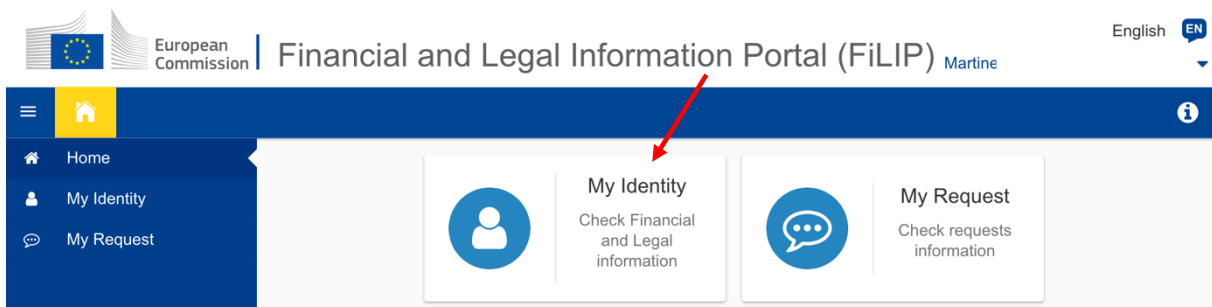 European
Commission
Financial and Legal Information Portal (FiLIP) Martine
English EN
Home
My Identity
My Request
My Identity
Check Financial
and Legal
information
My Request
Check requests
information